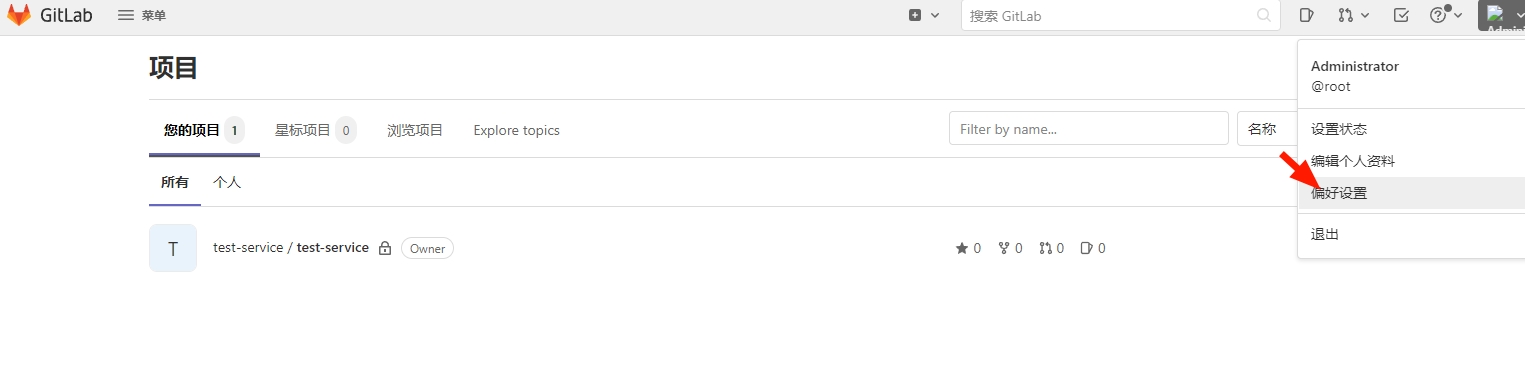 GitLab 菜单 搜索 GitLab
Administrator
@root
设置状态
编辑个人资料
偏好设置
退出
项目
您的项目 1 星标项目 0 浏览项目 Explore topics Filter by name... 名称
所有 个人
T test-service / test-service Owner 0 0 0 0